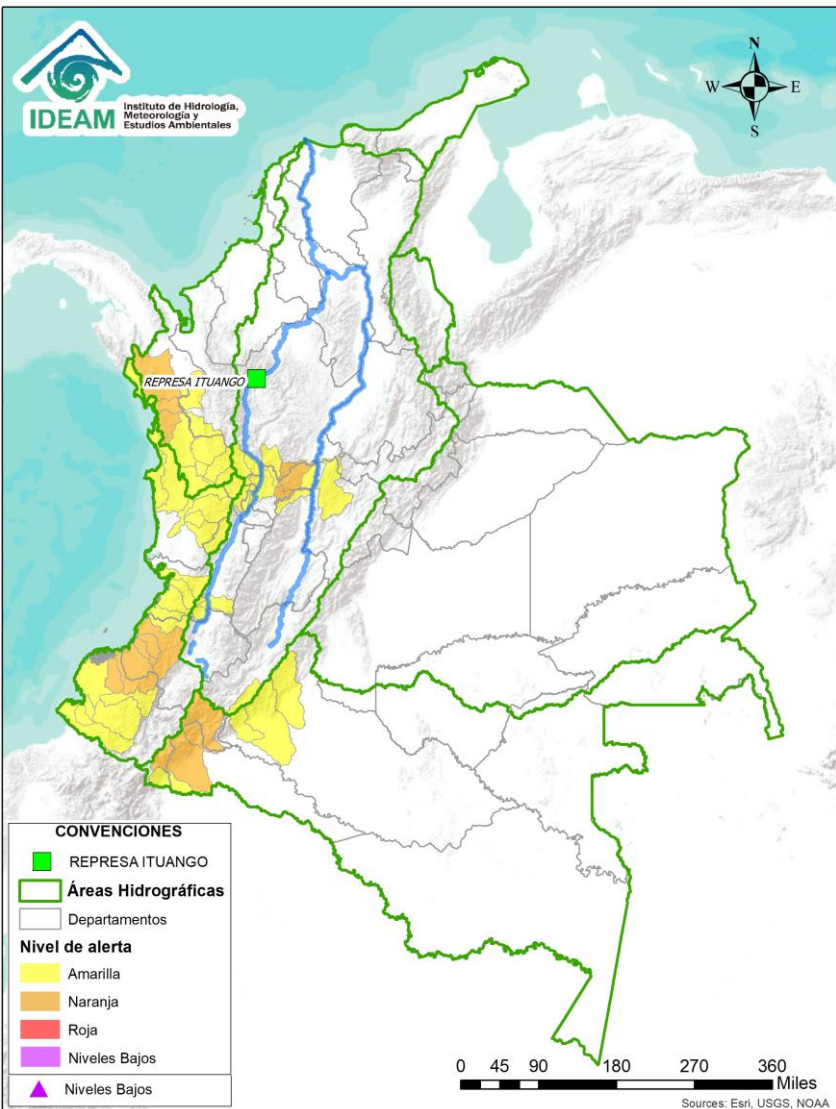 IDEAM
Instituto de Hidrología,
Meteorología y
Estudios Ambientales
N
W
E
S
REPRESA ITUANGO
CONVENCIONES
REPRESA ITUANGO
Áreas Hidrográficas
Departamentos
Nivel de alerta
Amarilla
Naranja
Roja
Niveles Bajos
Niveles Bajos
0 45 90 180 270 360
Miles
Sources: Esri, USGS, NOAA